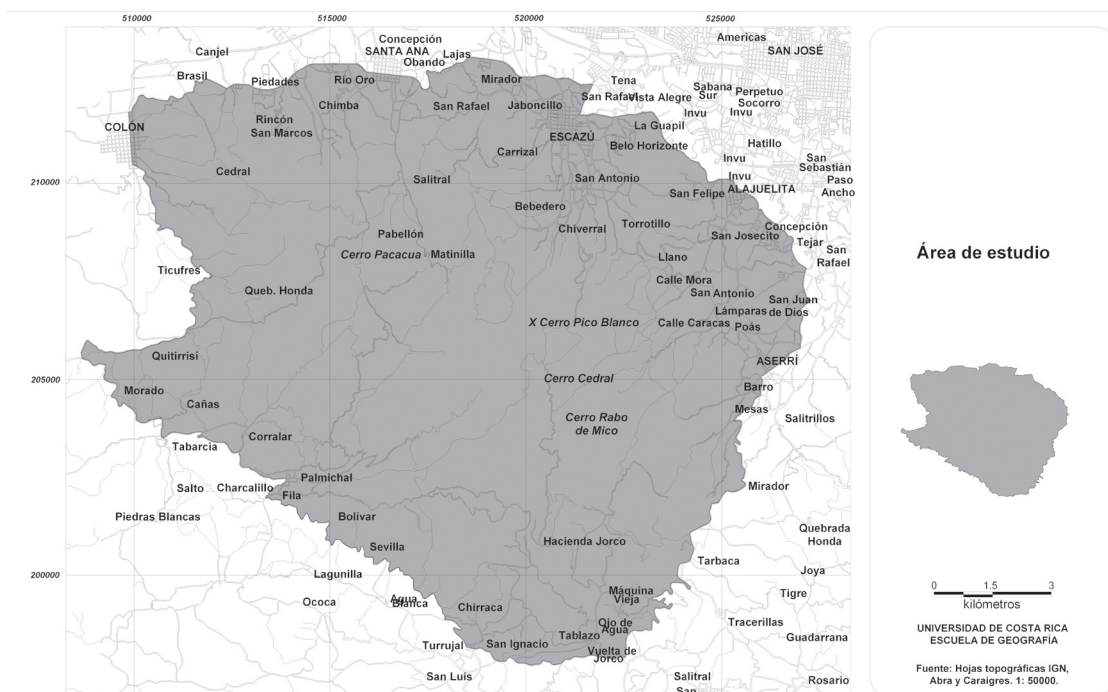 510000
515000
520000
525000
Canjel
Concepción
SANTA ANA
Obando
Lajas
Americas
SAN JOSÉ
Brasil
Piedades
Río Oro
Mirador
Tena
Sabana
Sur
Perpetuo
Socorro
San Rafael
Vista Alegre
Chimba
San Rafael
Jaboncillo
Invu
Invu
COLÓN
Rincón
San Marcos
ESCAZÚ
La Guapil
Belo Horizonte
Hatillo
Carrizal
Invu
San
Sebastián
Cedral
Paso
Ancho
210000
Salitral
San Antonio
Invu
San Felipe
ALAJUELITA
Bebedero
Chiverral
Torrotillo
Concepción
Pabellón
San Josecito
Tejar
San
Rafael
Cerro Pacacua
Matinilla
Llano
Ticufres
Calle Mora
San Antonio
San Juan
de Dios
Queb. Honda
Lámparas
X Cerro Pico Blanco
Calle Caracas
Poás
Quitirrisí
ASERRÍ
205000
Cerro Cedral
Morado
Barro
Cañas
Mesas
Cerro Rabo
de Mico
Salitrillos
Corralar
Tabarcia
Palmichal
Salto
Charcalillo
Fila
Mirador
Piedras Blancas
Bolivar
Quebrada
Honda
Sevilla
Hacienda Jorco
Tarbaca
200000
Lagunilla
Joya
Ococa
Agua
Blanca
Chirraca
Máquina
Vieja
Tigre
Ojo de
Agua
Tracerillas
Turrujal
San Ignacio
Tablazo
Guadarrana
Vuelta de
Jorco
San Luis
Salitral
San
Rosario
Área de estudio
0 1.5 3
kilómetros
UNIVERSIDAD DE COSTA RICA
ESCUELA DE GEOGRAFÍA
Fuente: Hojas topográficas IGN,
Abra y Caraigres. 1: 50000.